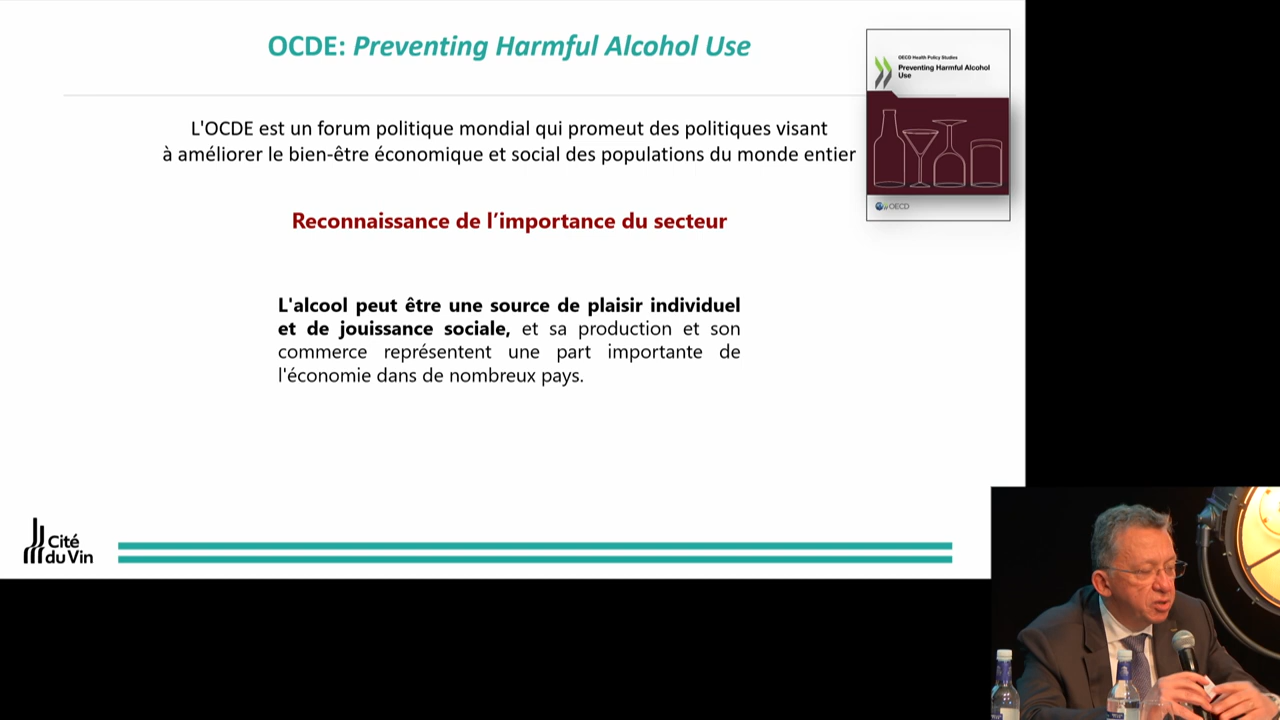 OCDE: Preventing Harmful Alcohol Use
OECD Health Policy Studies
Preventing Harmful Alcohol
Use
OECD
L'OCDE est un forum politique mondial qui promeut des politiques visant
à améliorer le bien-être économique et social des populations du monde entier
Reconnaissance de l’importance du secteur
L'alcool peut être une source de plaisir individuel
et de jouissance sociale, et sa production et son
commerce représentent une part importante de
l'économie dans de nombreux pays.
Cité
du Vin